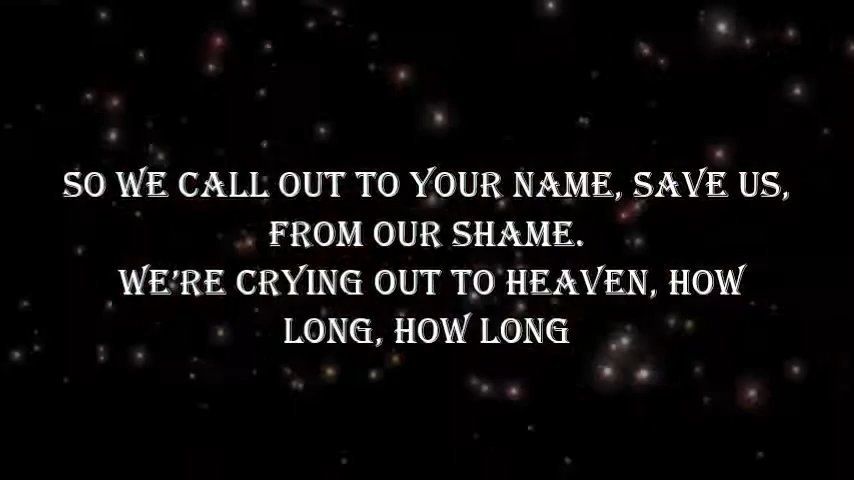 SO WE CALL OUT TO YOUR NAME, SAVE US,
FROM OUR SHAME.
WE'RE CRYING OUT TO HEAVEN, HOW
LONG, HOW LONG